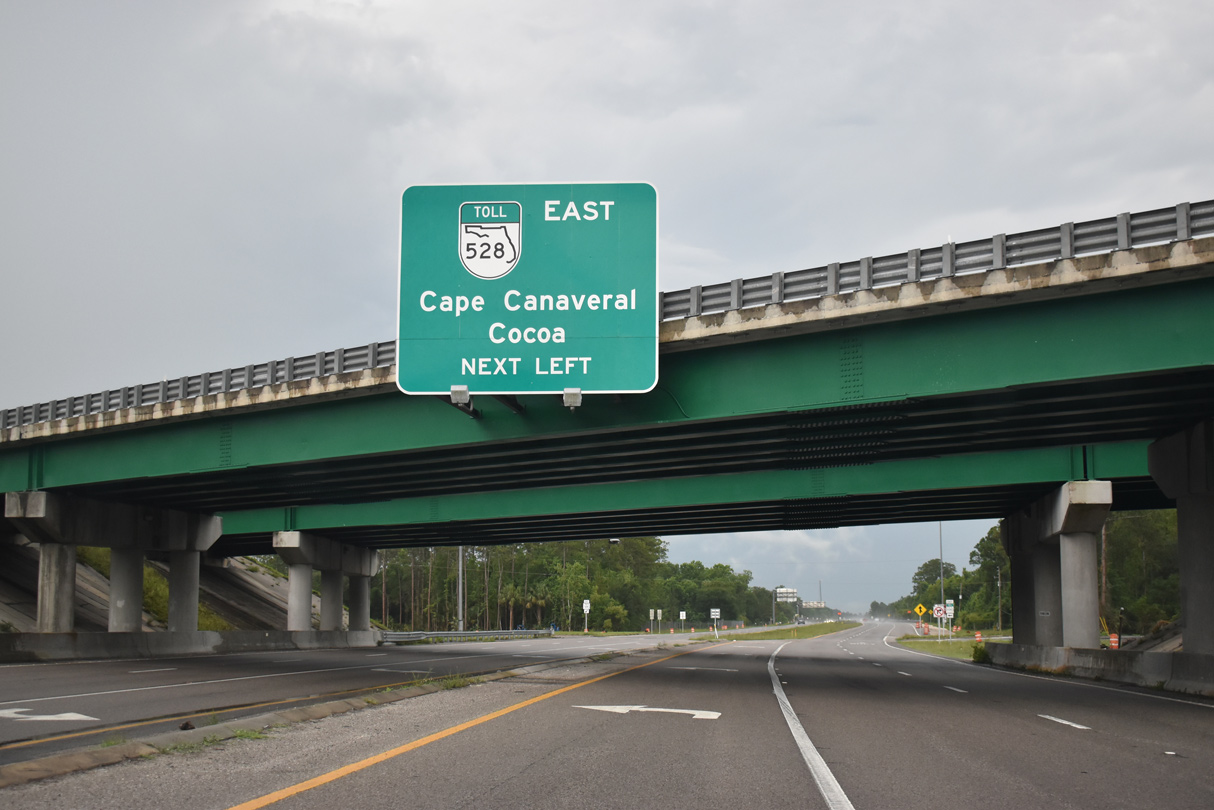 TOLL
528
EAST
Cape Canaveral
Cocoa
NEXT LEFT